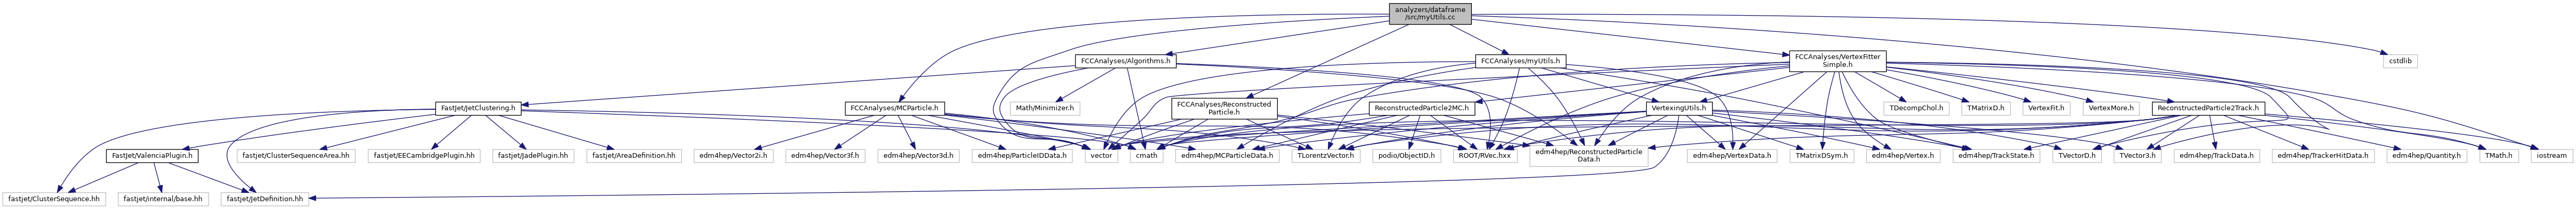 analyzers/dataframe
/src/myUtils.cc
FCCAnalyses/Algorithms.h
FCCAnalyses/myUtils.h
FCCAnalyses/VertexFitter
Simple.h
cstdlib
FastJet/JetClustering.h
FCCAnalyses/MCParticle.h
Math/Minimizer.h
FCCAnalyses/Reconstructed
Particle.h
ReconstructedParticle2MC.h
VertexingUtils.h
TDecompChol.h
TMatrixD.h
VertexFit.h
VertexMore.h
ReconstructedParticle2Track.h
FastJet/ValenciaPlugin.h
fastjet/ClusterSequenceArea.hh
fastjet/EECambridgePlugin.hh
fastjet/JadePlugin.hh
fastjet/AreaDefinition.hh
edm4hep/Vector2i.h
edm4hep/Vector3f.h
edm4hep/Vector3d.h
edm4hep/ParticleIDData.h
vector
cmath
edm4hep/MCParticleData.h
TLorentzVector.h
podio/ObjectID.h
ROOT/RVec.hxx
edm4hep/ReconstructedParticle
Data.h
edm4hep/VertexData.h
TMatrixDSym.h
edm4hep/Vertex.h
edm4hep/TrackState.h
TVectorD.h
TVector3.h
edm4hep/TrackData.h
edm4hep/TrackerHitData.h
edm4hep/Quantity.h
TMath.h
iostream
fastjet/ClusterSequence.hh
fastjet/internal/base.hh
fastjet/JetDefinition.hh